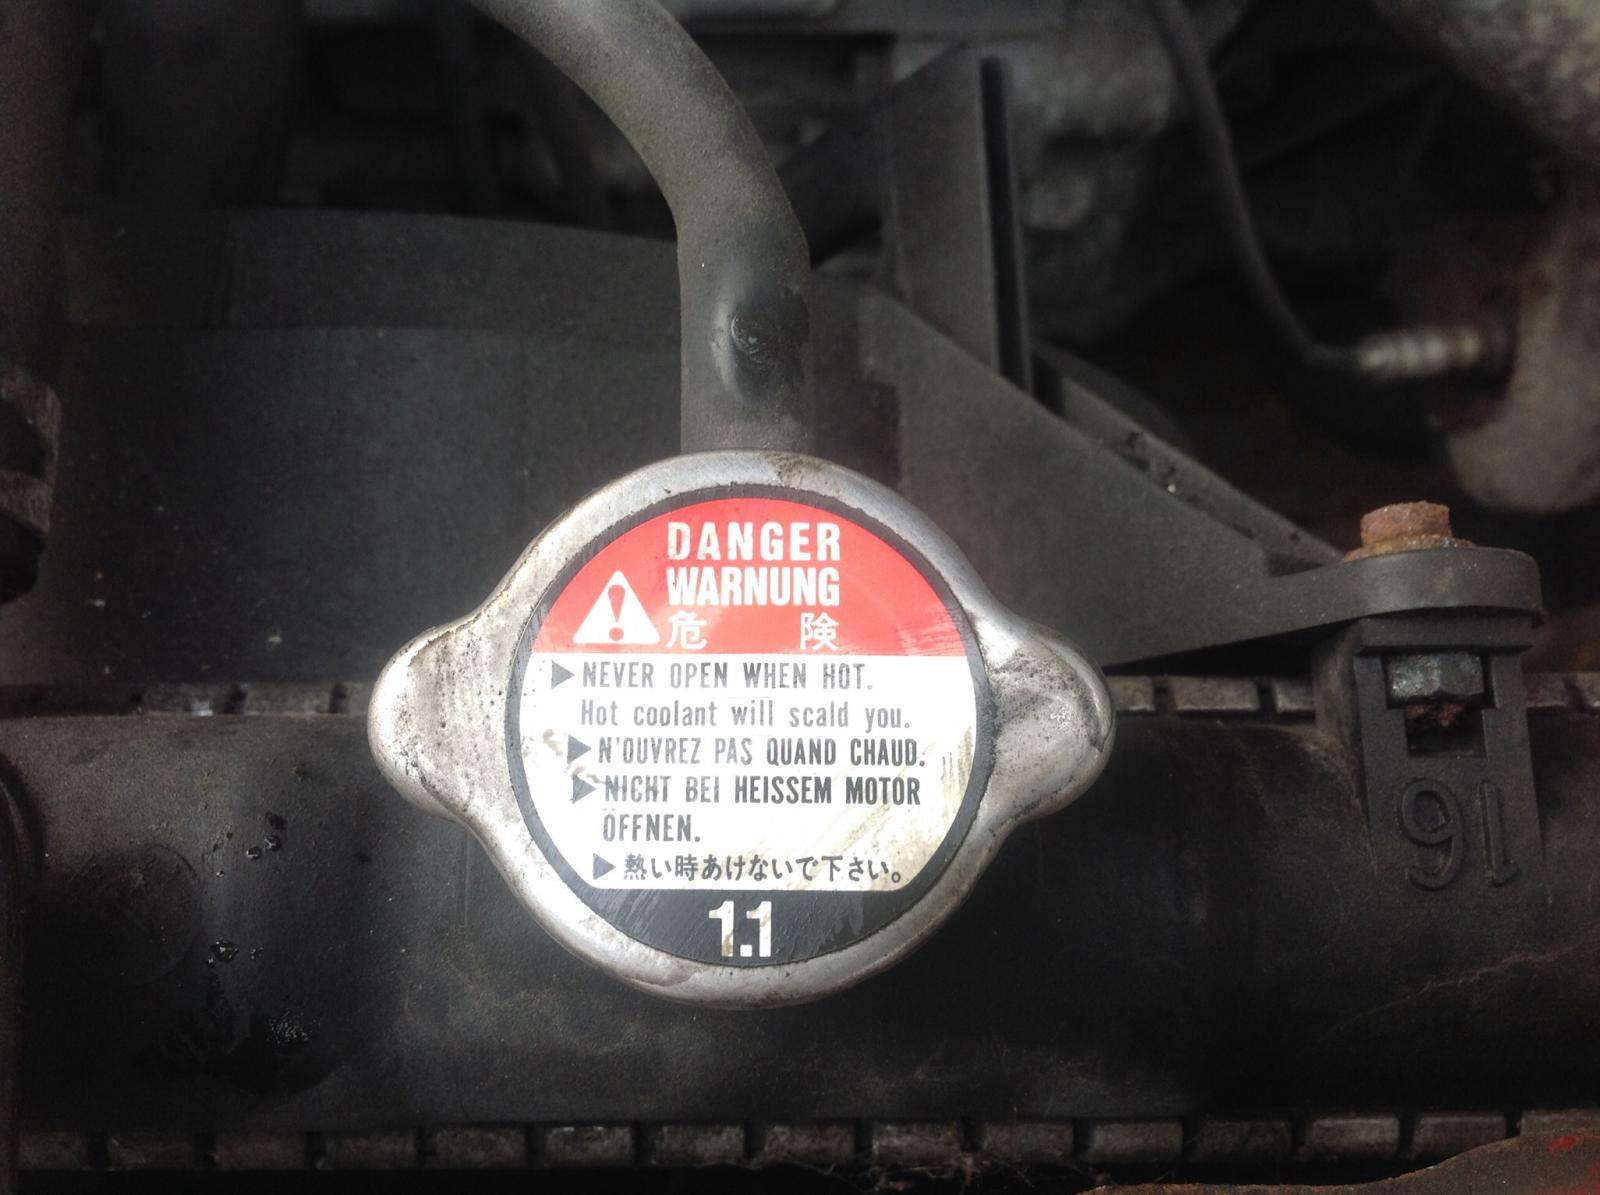 DANGER
WARNUNG
危 険
▶NEVER OPEN WHEN HOT.
Hot coolant will scald you.
▶N'OUVREZ PAS QUAND CHAUD.
▶NICHT BEI HEISSEM MOTOR
ÖFFNEN.
▶熱い時あけないで下さい。
1.1
16